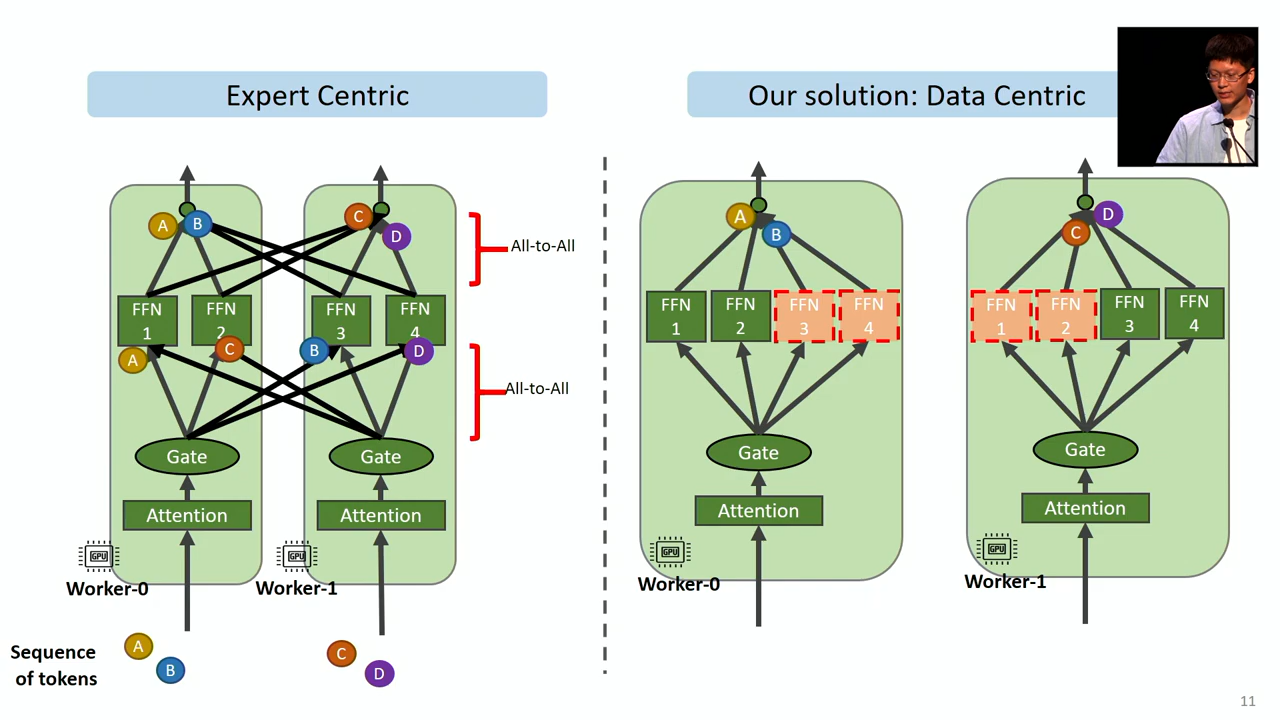 Expert Centric
Our solution: Data Centric
A
B
C
D
All-to-All
FFN
1
FFN
2
FFN
3
FFN
4
A
C
B
D
All-to-All
Gate
Gate
Attention
Attention
GPU
GPU
Worker-0
Worker-1
Sequence
of tokens
A
B
C
D
A
B
FFN
1
FFN
2
FFN
3
FFN
4
Gate
Attention
GPU
Worker-0
C
D
FFN
1
FFN
2
FFN
3
FFN
4
Gate
Attention
GPU
Worker-1
11